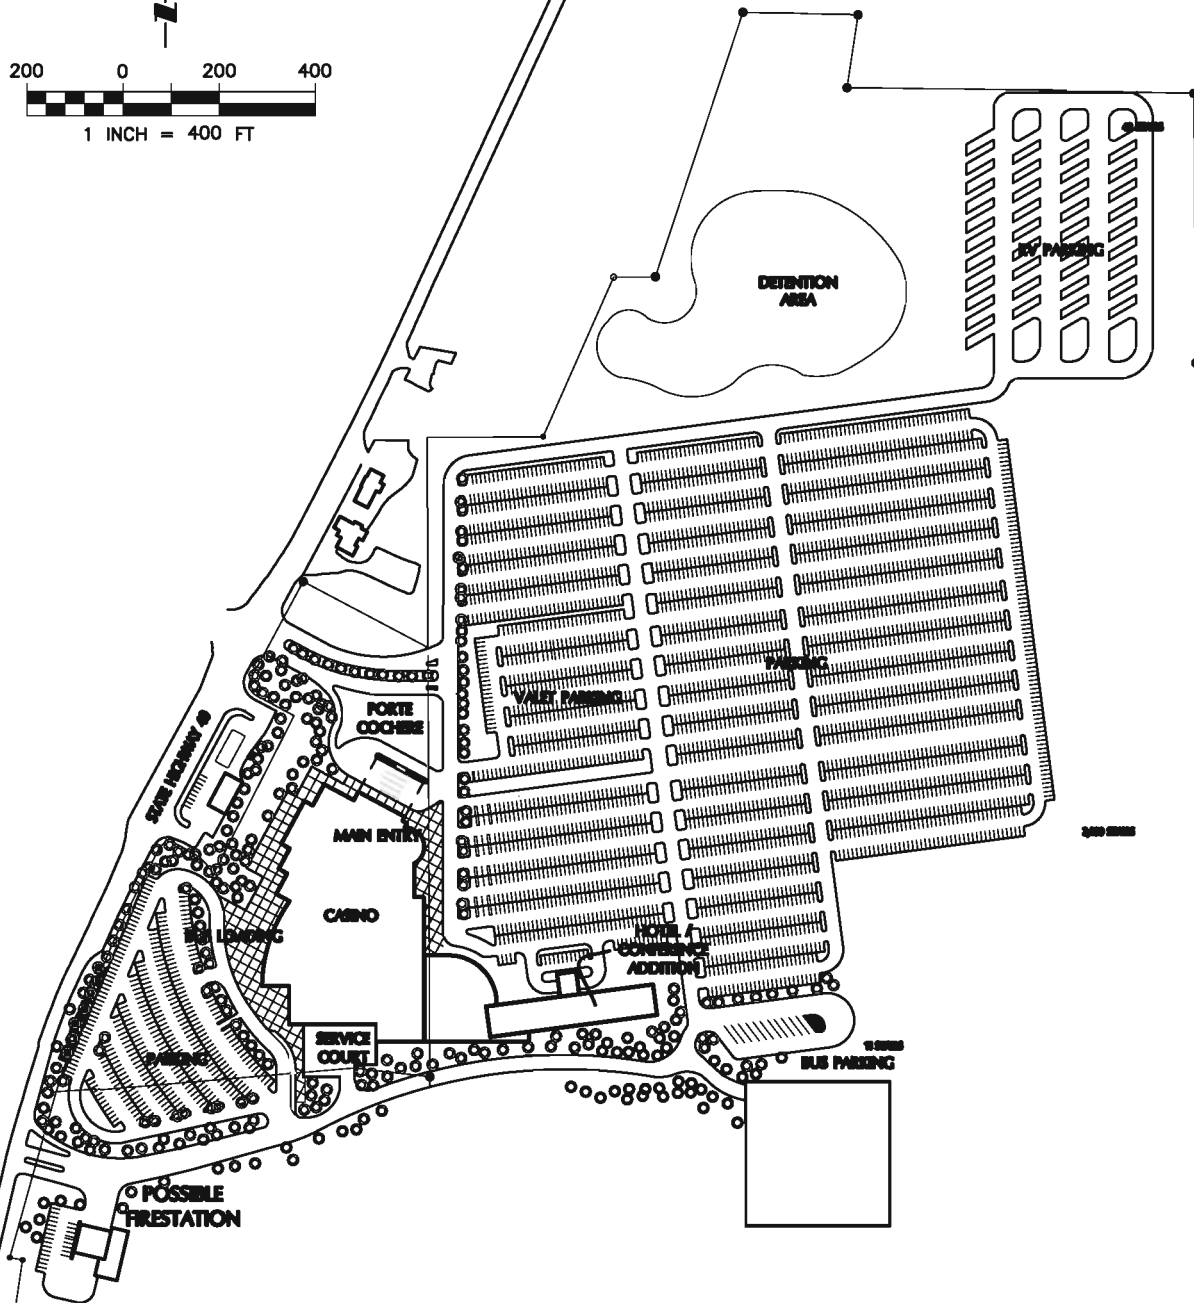 200 0 200 400
1 INCH = 400 FT
RV PARKING
DETENTION
AREA
PARKING
VALET PARKING
PORTE
COCHERE
STATE HIGHWAY 49
MAIN ENTRY
CASINO
BUS LOADING
HOTEL /
CONFERENCE
ADDITION
SERVICE
COURT
PARKING
BUS PARKING
POSSIBLE
FIRESTATION